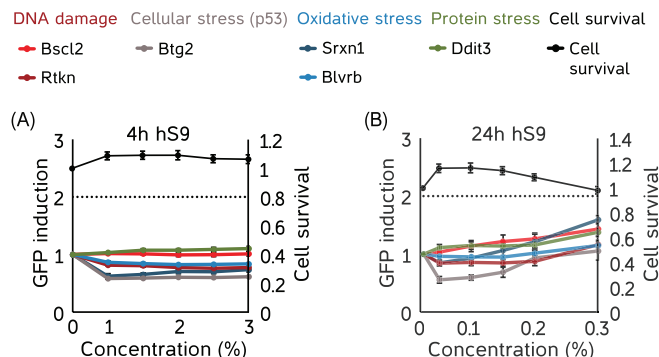 DNA damage Cellular stress (p53) Oxidative stress Protein stress Cell survival
Bscl2 Btg2 Srxn1 Ddit3 Cell
survival
Rtkn Blvrb
(A) 4h hS9 (B) 24h hS9
3 1.2 3 1.4
1.2
1 1
2 0.8 2
0.8
0.6
0.6
1 0.4 1
0.4
0.2 0.2
0 0 0 0
0 1 2 3 0 0.1 0.2 0.3
GFP induction Cell survival GFP induction Cell survival
Concentration (%) Concentration (%)